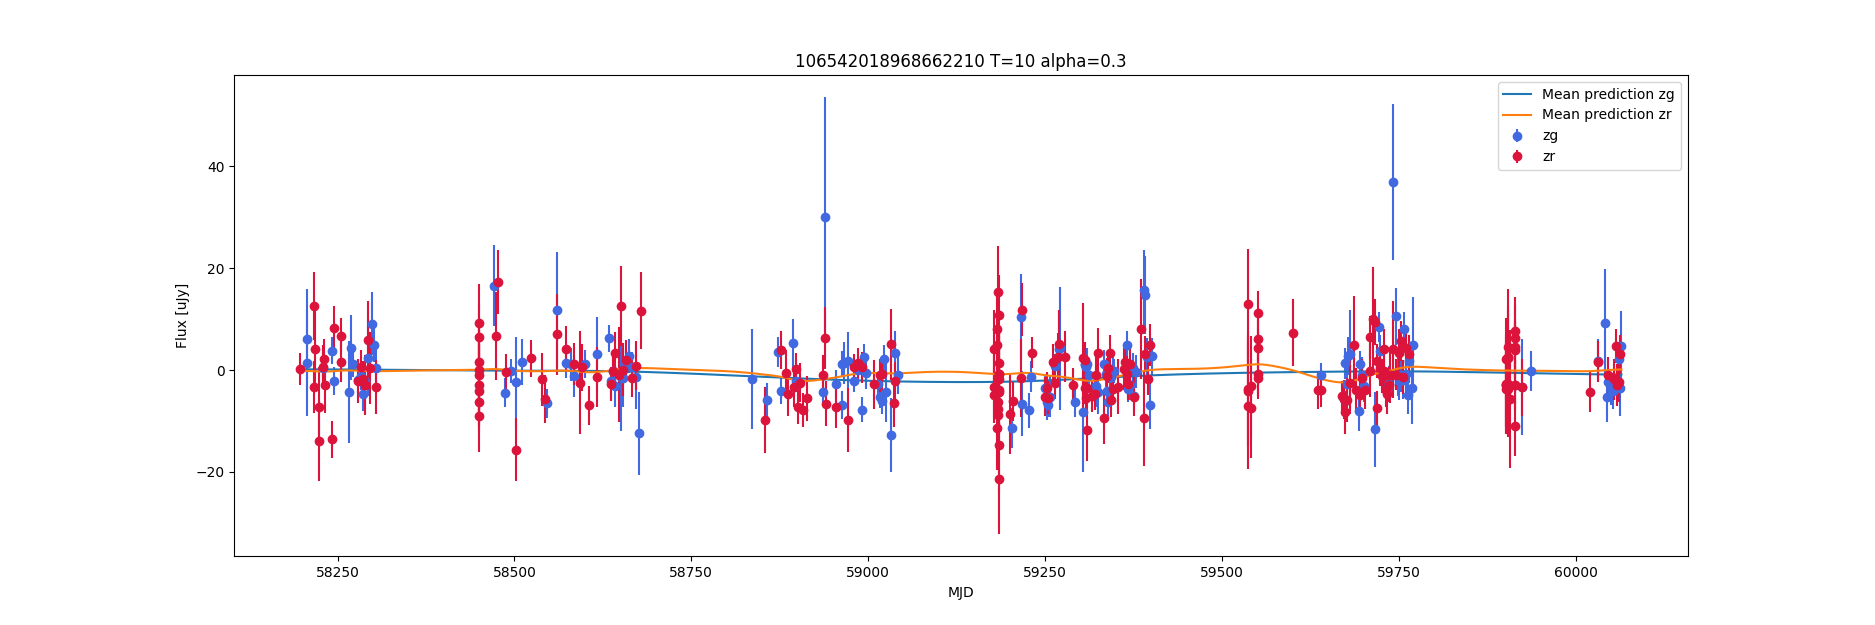 106542018968662210 T=10 alpha=0.3
Mean prediction zg
Mean prediction zr
zg
zr
Flux [uJy]
40
20
0
−20
58250 58500 58750 59000 59250 59500 59750 60000
MJD